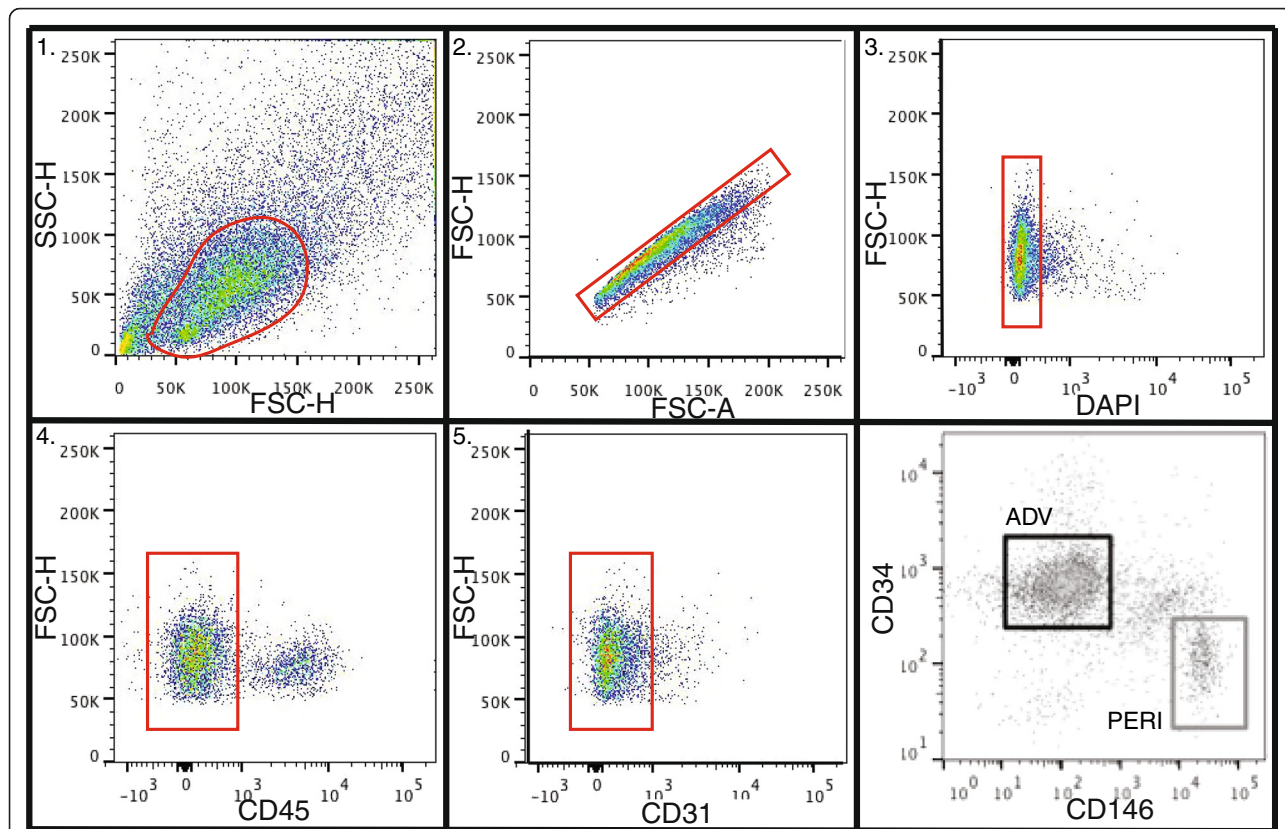 1.
SSC-H
250K
200K
150K
100K
50K
0
0 50K 100K 150K 200K 250K
FSC-H
2.
FSC-H
250K
200K
150K
100K
50K
0
0 50K 100K 150K 200K 250K
FSC-A
3.
FSC-H
250K
200K
150K
100K
50K
0
-10³ 0 10³ 10⁴ 10⁵
DAPI
4.
FSC-H
250K
200K
150K
100K
50K
0
-10³ 0 10³ 10⁴ 10⁵
CD45
5.
FSC-H
250K
200K
150K
100K
50K
0
-10³ 0 10³ 10⁴ 10⁵
CD31
CD34
10⁴
10³
10²
10¹
ADV
PERI
10⁰ 10¹ 10² 10³ 10⁴ 10⁵
CD146